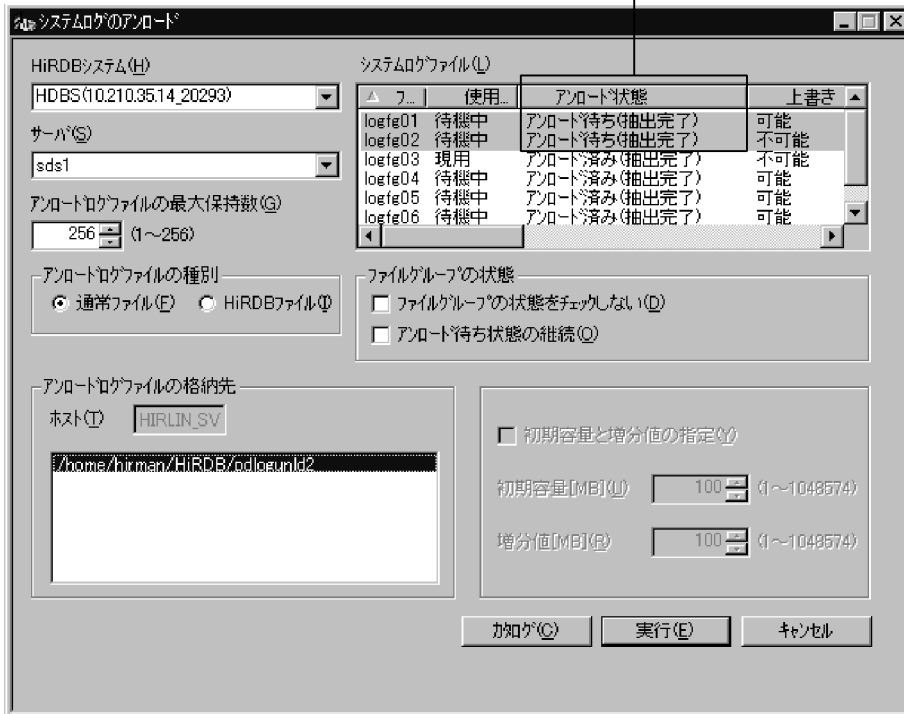 システムログのアンロード
HiRDBシステム(H)
HDBS(10.210.35.14_20293)
サーバ(S)
sds1
アンロードログファイルの最大保持数(G)
256 (1～256)
システムログファイル(L)
フ... 使用... アンロード状態 上書き
logfg01 待機中 アンロード待ち(抽出完了) 可能
logfg02 待機中 アンロード待ち(抽出完了) 不可能
logfg03 現用 アンロード済み(抽出完了) 不可能
logfg04 待機中 アンロード済み(抽出完了) 可能
logfg05 待機中 アンロード済み(抽出完了) 可能
logfg06 待機中 アンロード済み(抽出完了) 可能
アンロードログファイルの種別
通常ファイル(F) HiRDBファイル(I)
ファイルグループの状態
ファイルグループの状態をチェックしない(D)
アンロード待ち状態の継続(O)
アンロードログファイルの格納先
ホスト(T) HIRLIN_SV
/home/hirman/HiRDB/pdlogunld2
初期容量と増分値の指定(Y)
初期容量[MB](U) 100 (1～1048574)
増分値[MB](R) 100 (1～1048574)
カタログ(C) 実行(E) キャンセル